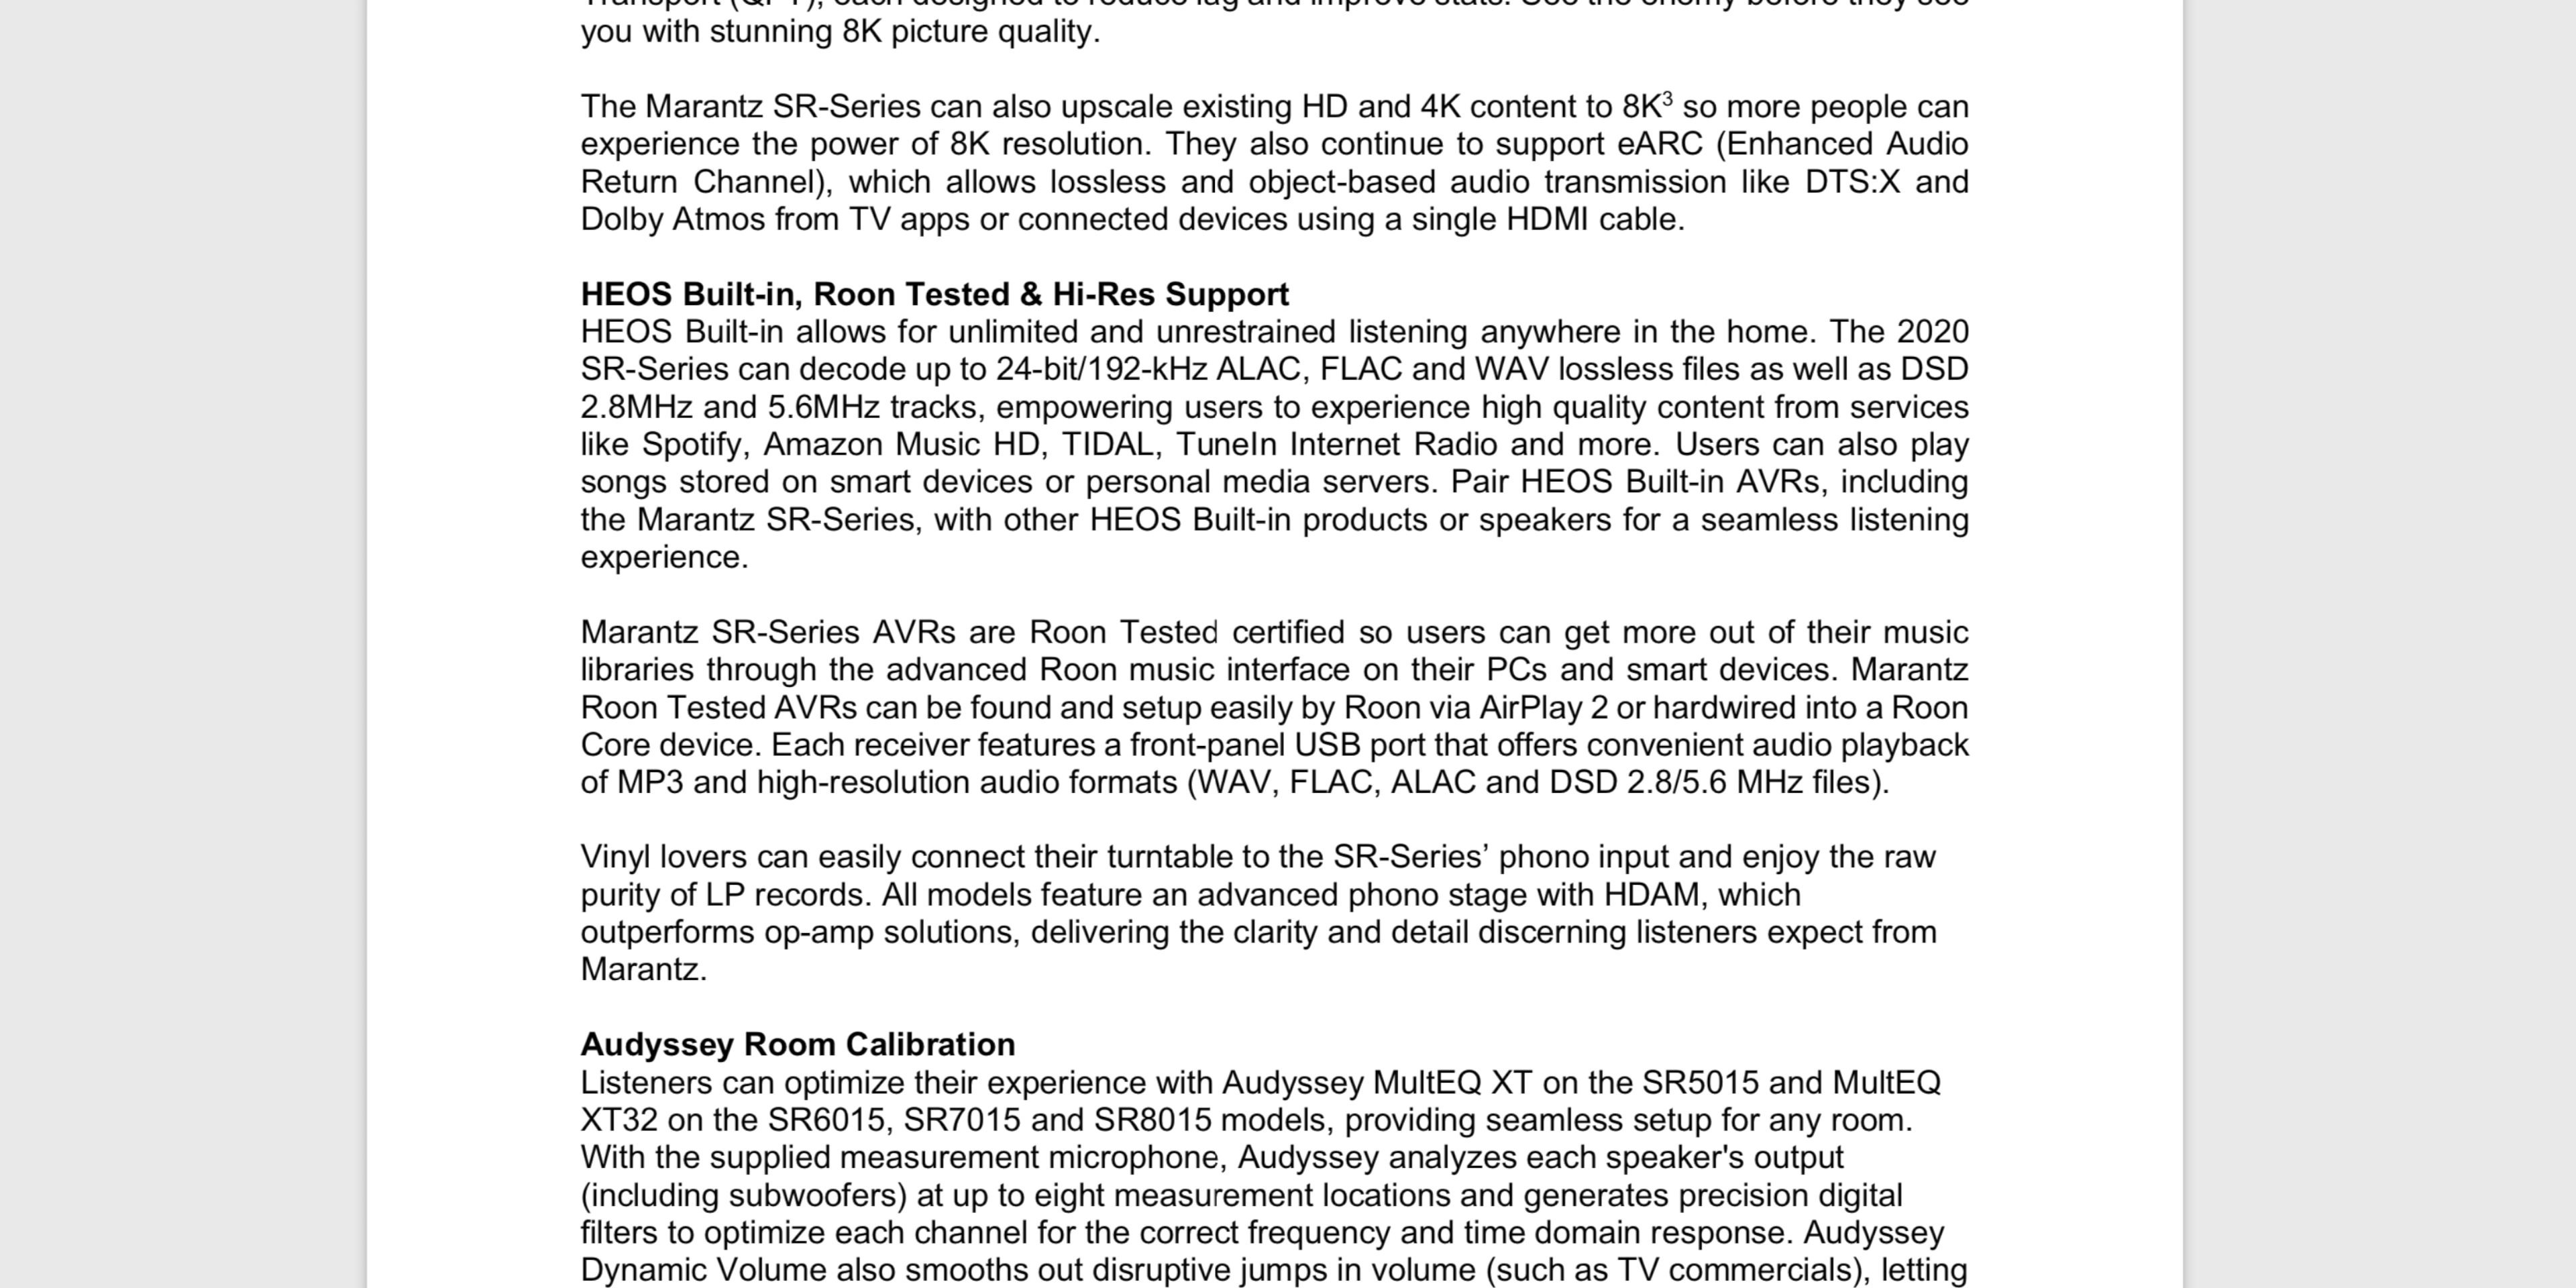 Transport (QFT), each designed to reduce lag and improve stats. See the enemy before they see
you with stunning 8K picture quality.
The Marantz SR-Series can also upscale existing HD and 4K content to 8K³ so more people can
experience the power of 8K resolution. They also continue to support eARC (Enhanced Audio
Return Channel), which allows lossless and object-based audio transmission like DTS:X and
Dolby Atmos from TV apps or connected devices using a single HDMI cable.
HEOS Built-in, Roon Tested & Hi-Res Support
HEOS Built-in allows for unlimited and unrestrained listening anywhere in the home. The 2020
SR-Series can decode up to 24-bit/192-kHz ALAC, FLAC and WAV lossless files as well as DSD
2.8MHz and 5.6MHz tracks, empowering users to experience high quality content from services
like Spotify, Amazon Music HD, TIDAL, TuneIn Internet Radio and more. Users can also play
songs stored on smart devices or personal media servers. Pair HEOS Built-in AVRs, including
the Marantz SR-Series, with other HEOS Built-in products or speakers for a seamless listening
experience.
Marantz SR-Series AVRs are Roon Tested certified so users can get more out of their music
libraries through the advanced Roon music interface on their PCs and smart devices. Marantz
Roon Tested AVRs can be found and setup easily by Roon via AirPlay 2 or hardwired into a Roon
Core device. Each receiver features a front-panel USB port that offers convenient audio playback
of MP3 and high-resolution audio formats (WAV, FLAC, ALAC and DSD 2.8/5.6 MHz files).
Vinyl lovers can easily connect their turntable to the SR-Series’ phono input and enjoy the raw
purity of LP records. All models feature an advanced phono stage with HDAM, which
outperforms op-amp solutions, delivering the clarity and detail discerning listeners expect from
Marantz.
Audyssey Room Calibration
Listeners can optimize their experience with Audyssey MultEQ XT on the SR5015 and MultEQ
XT32 on the SR6015, SR7015 and SR8015 models, providing seamless setup for any room.
With the supplied measurement microphone, Audyssey analyzes each speaker's output
(including subwoofers) at up to eight measurement locations and generates precision digital
filters to optimize each channel for the correct frequency and time domain response. Audyssey
Dynamic Volume also smooths out disruptive jumps in volume (such as TV commercials), letting